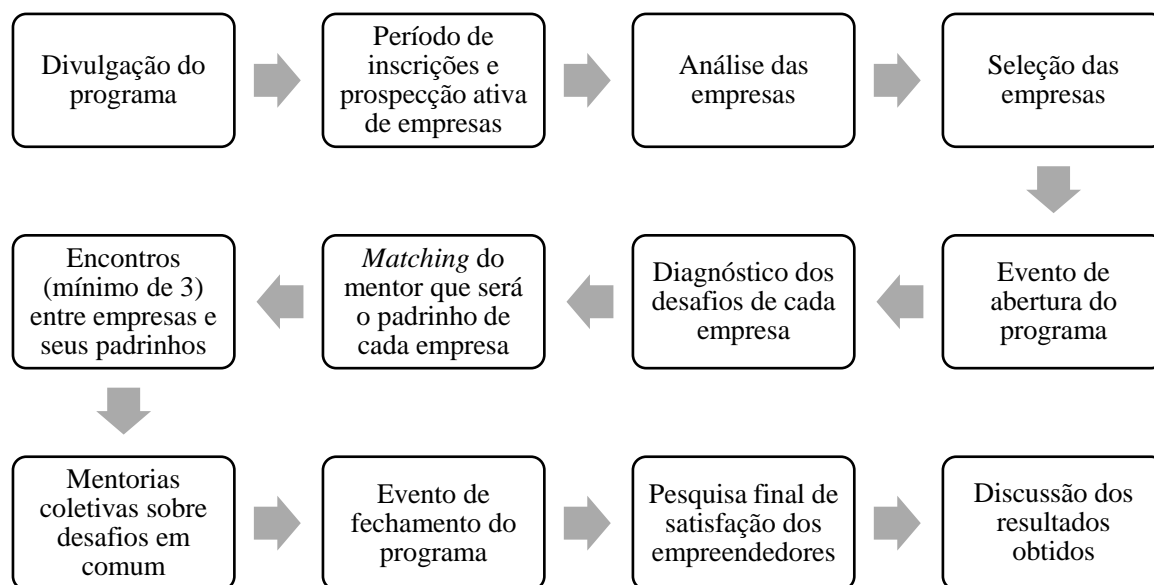 Divulgação do
programa
Período de
inscrições e
prospecção ativa
de empresas
Análise das
empresas
Seleção das
empresas
Evento de
abertura do
programa
Diagnóstico dos
desafios de cada
empresa
Matching do
mentor que será
o padrinho de
cada empresa
Encontros
(mínimo de 3)
entre empresas e
seus padrinhos
Mentorias
coletivas sobre
desafios em
comum
Evento de
fechamento do
programa
Pesquisa final de
satisfação dos
empreendedores
Discussão dos
resultados
obtidos